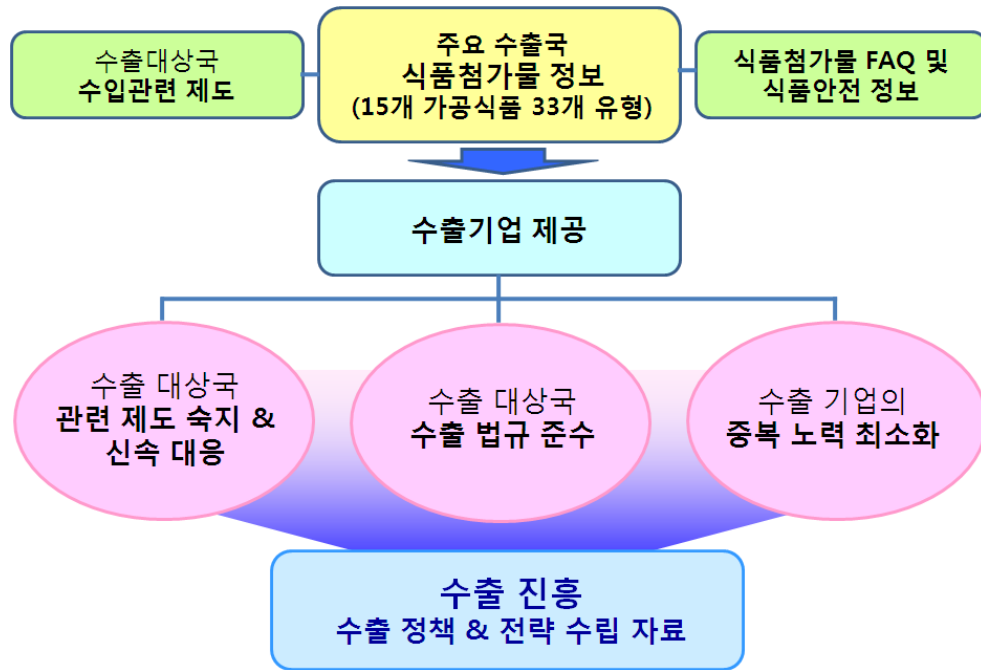 수출대상국
수입관련 제도
주요 수출국
식품첨가물 정보
(15개 가공식품 33개 유형)
식품첨가물 FAQ 및
식품안전 정보
수출기업 제공
수출 대상국
관련 제도 숙지 &
신속 대응
수출 대상국
수출 법규 준수
수출 기업의
중복 노력 최소화
수출 진흥
수출 정책 & 전략 수립 자료